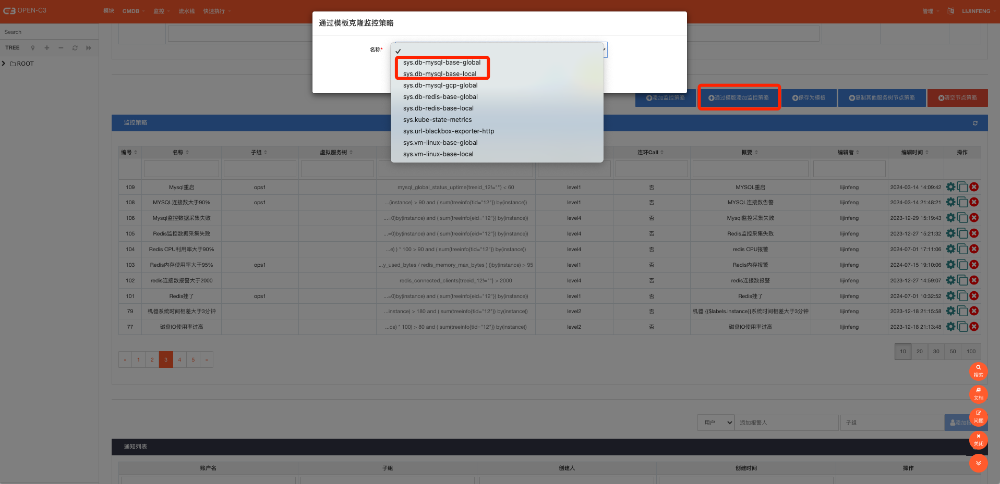 OPEN-C3
模块 CMDB 监控 流水线 快速执行
管理 LIJINFENG
Search
TREE
ROOT
通过模板克隆监控策略
名称*
sys.db-mysql-base-global
sys.db-mysql-base-local
sys.db-mysql-gcp-global
sys.db-redis-base-global
sys.db-redis-base-local
sys.kube-state-metrics
sys.url-blackbox-exporter-http
sys.vm-linux-base-global
sys.vm-linux-base-local
添加监控策略 通过模版添加监控策略 保存为模板 复制其他服务树节点策略 清空节点策略
监控策略
编号 名称 子组 虚拟服务树 连环Call 概要 编辑者 编辑时间 操作
109 Mysql重启 ops1 mysql_global_status_uptime{treeid_12!=""} < 60 level1 否 MYSQL重启 lijinfeng 2024-03-14 14:09:42
108 MYSQL连接数大于90% ops1 ...(instance) > 90 and ( sum(treeinfo{tid="12"}) by(instance)) level1 否 MYSQL连接数告警 lijinfeng 2024-03-14 21:48:21
106 Mysql监控数据采集失败 ...=0)by(instance) and ( sum(treeinfo{eid="12"}) by(instance)) level4 否 Mysql监控采集失败 lijinfeng 2023-12-29 15:19:43
105 Redis监控数据采集失败 ...=0)by(instance) and ( sum(treeinfo{eid="12"}) by(instance)) level4 否 Redis监控采集失败 lijinfeng 2023-12-27 15:21:32
104 Redis CPU利用率大于90% ...e) ) * 100 > 90 and ( sum(treeinfo{tid="12"}) by(instance)) level4 否 redis CPU报警 lijinfeng 2024-07-01 17:11:06
103 Redis内存使用率大于95% ops1 ...y_used_bytes / redis_memory_max_bytes ) ))by(instance) > 95 level1 否 Redis内存报警 lijinfeng 2024-07-15 19:10:06
102 redis连接数报警大于2000 redis_connected_clients{treeid_12!=""} > 2000 level4 否 redis连接数报警 lijinfeng 2023-12-27 14:59:07
101 Redis挂了 ops1 ...=0)by(instance) and ( sum(treeinfo{eid="12"}) by(instance)) level1 否 Redis挂了 lijinfeng 2024-07-01 10:32:52
79 机器系统时间相差大于3分钟 ...instance) > 180 and ( sum(treeinfo{tid="12"}) by(instance)) level2 否 机器 {{$labels.instance}}系统时间相差大于3分钟 lijinfeng 2023-12-18 21:15:58
77 磁盘IO使用率过高 ...ce) * 100) > 80 and ( sum(treeinfo{tid="12"}) by(instance)) level2 否 磁盘IO使用率过高 lijinfeng 2023-12-18 21:13:48
« 1 2 3 4 5 »
10 20 30 50 100
搜索
文档
问题
关闭
用户 添加报警人 子组 添加报
通知列表
账户名 子组 创建人 创建时间 操作